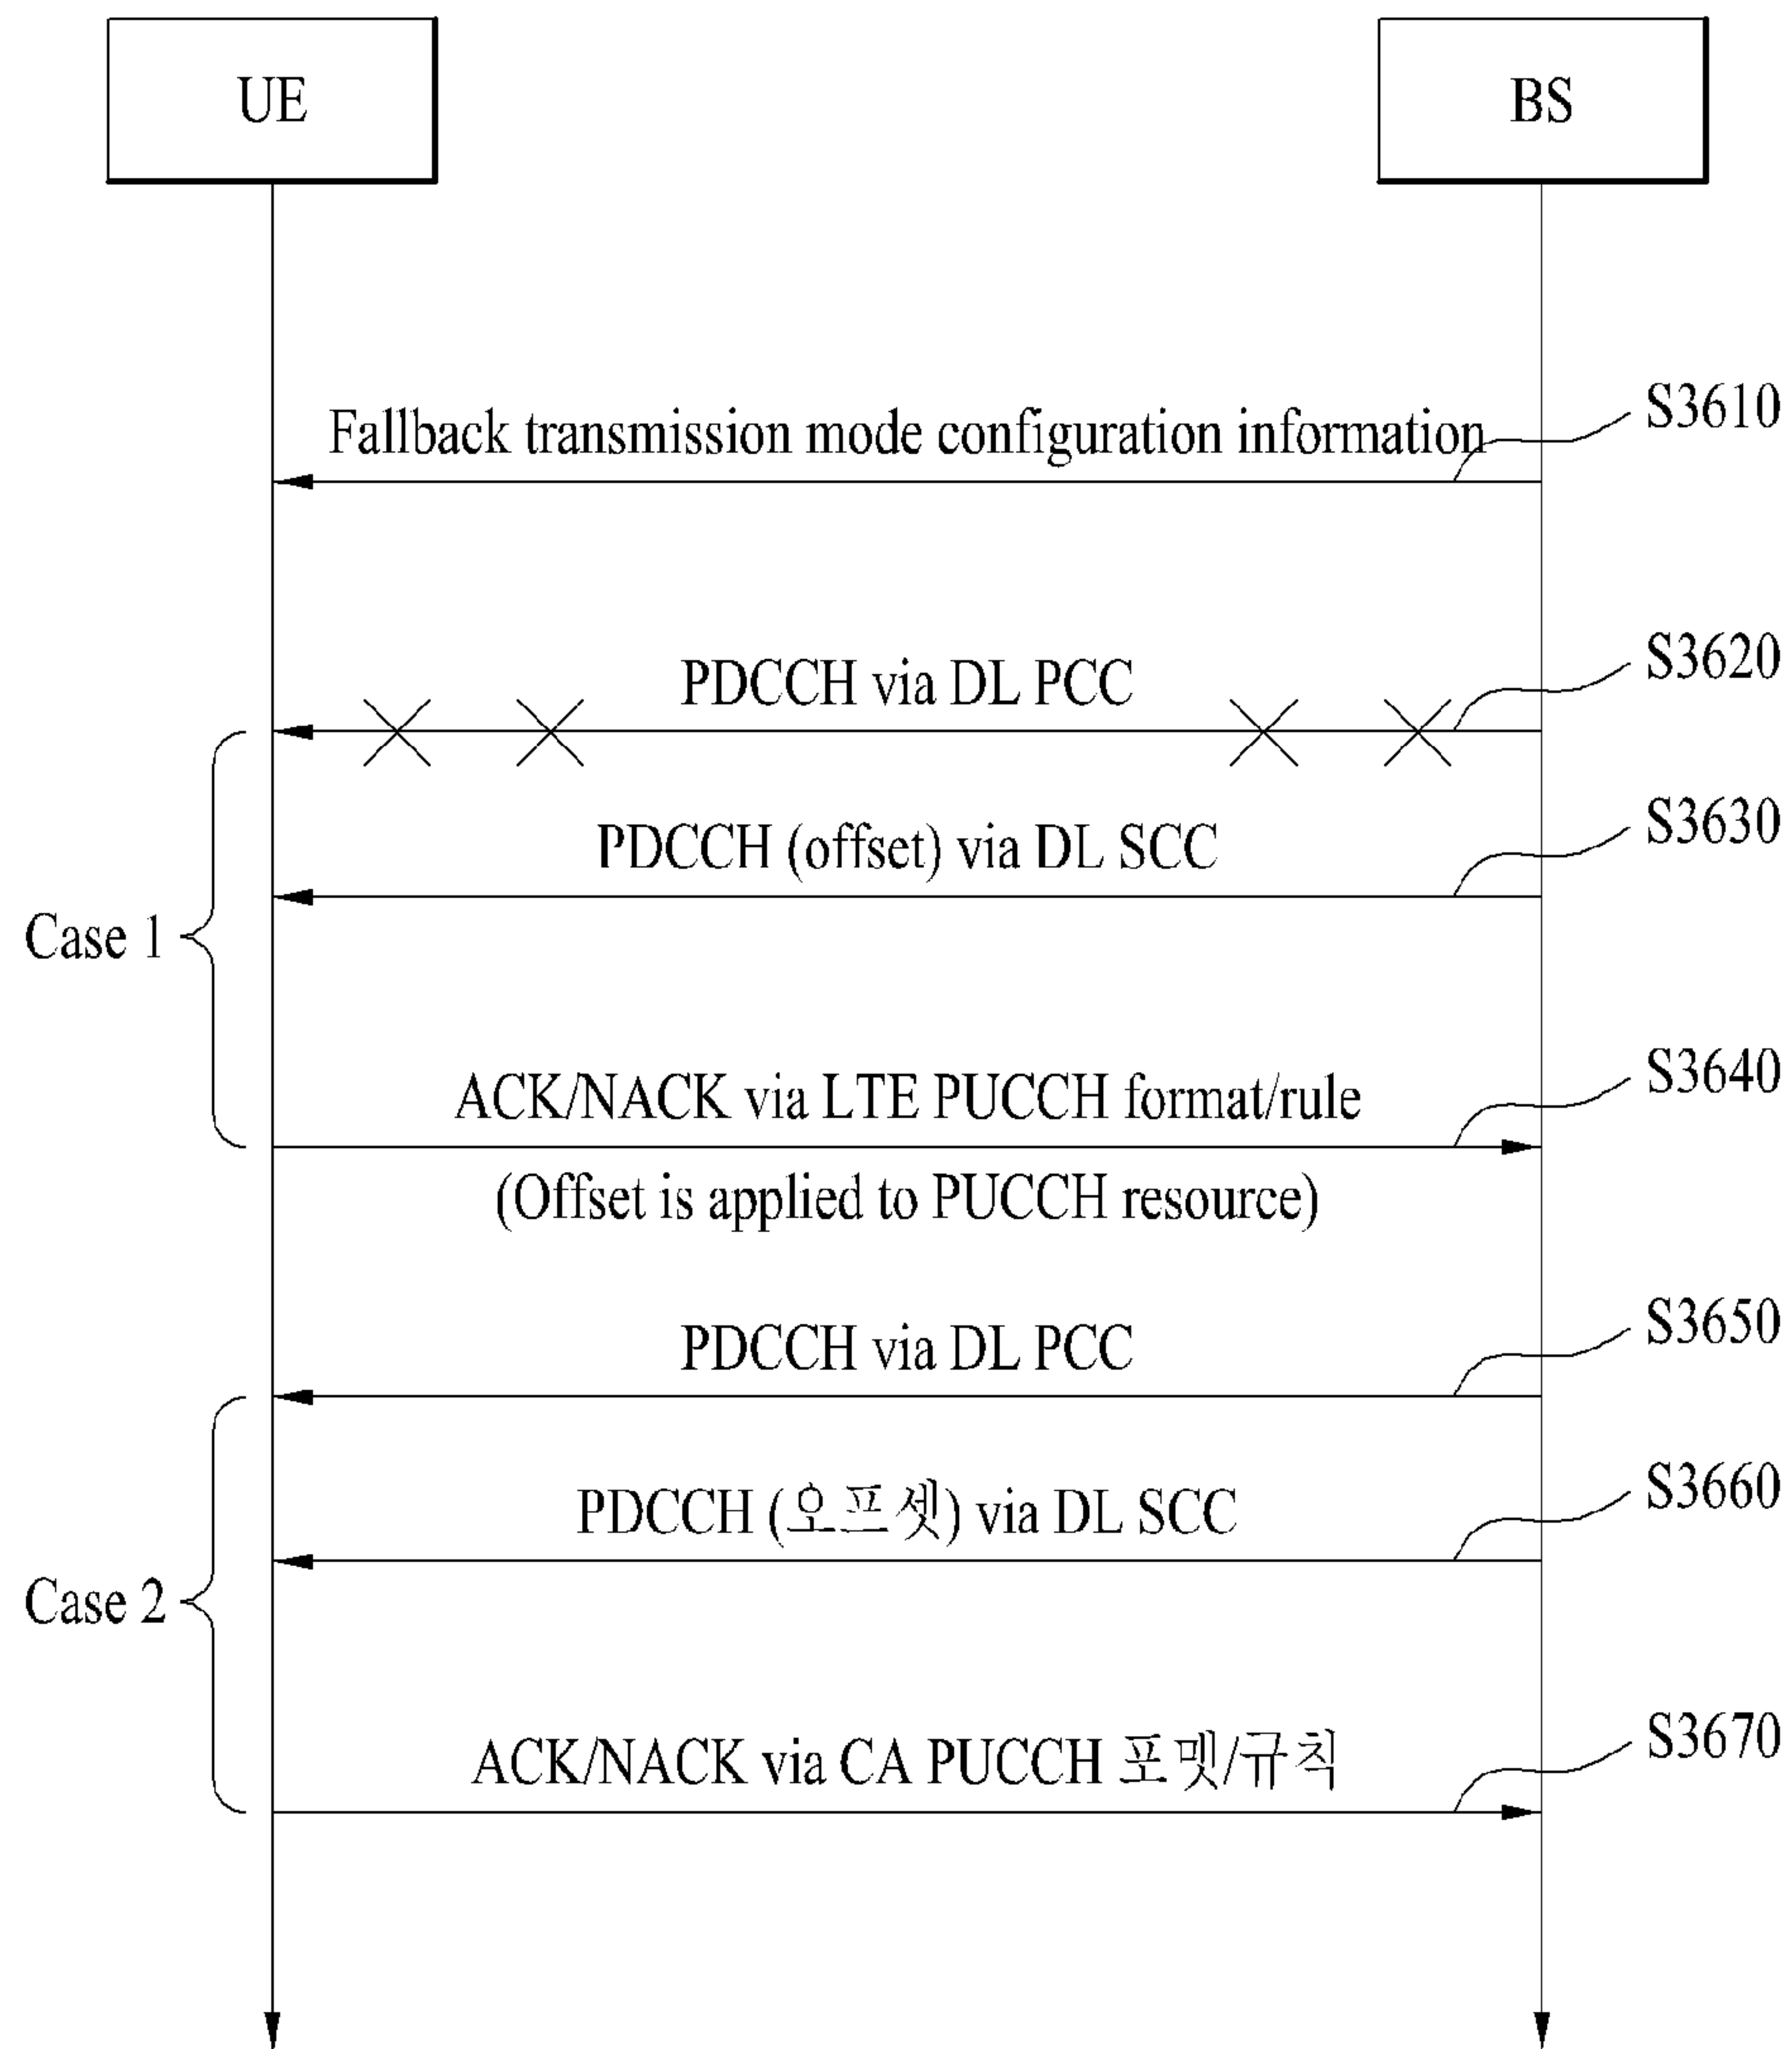 UE
BS
Fallback transmission mode configuration information
S3610
PDCCH via DL PCC
S3620
PDCCH (offset) via DL SCC
S3630
Case 1
ACK/NACK via LTE PUCCH format/rule
S3640
(Offset is applied to PUCCH resource)
PDCCH via DL PCC
S3650
PDCCH (오프셋) via DL SCC
S3660
Case 2
ACK/NACK via CA PUCCH 포멧/규칙
S3670